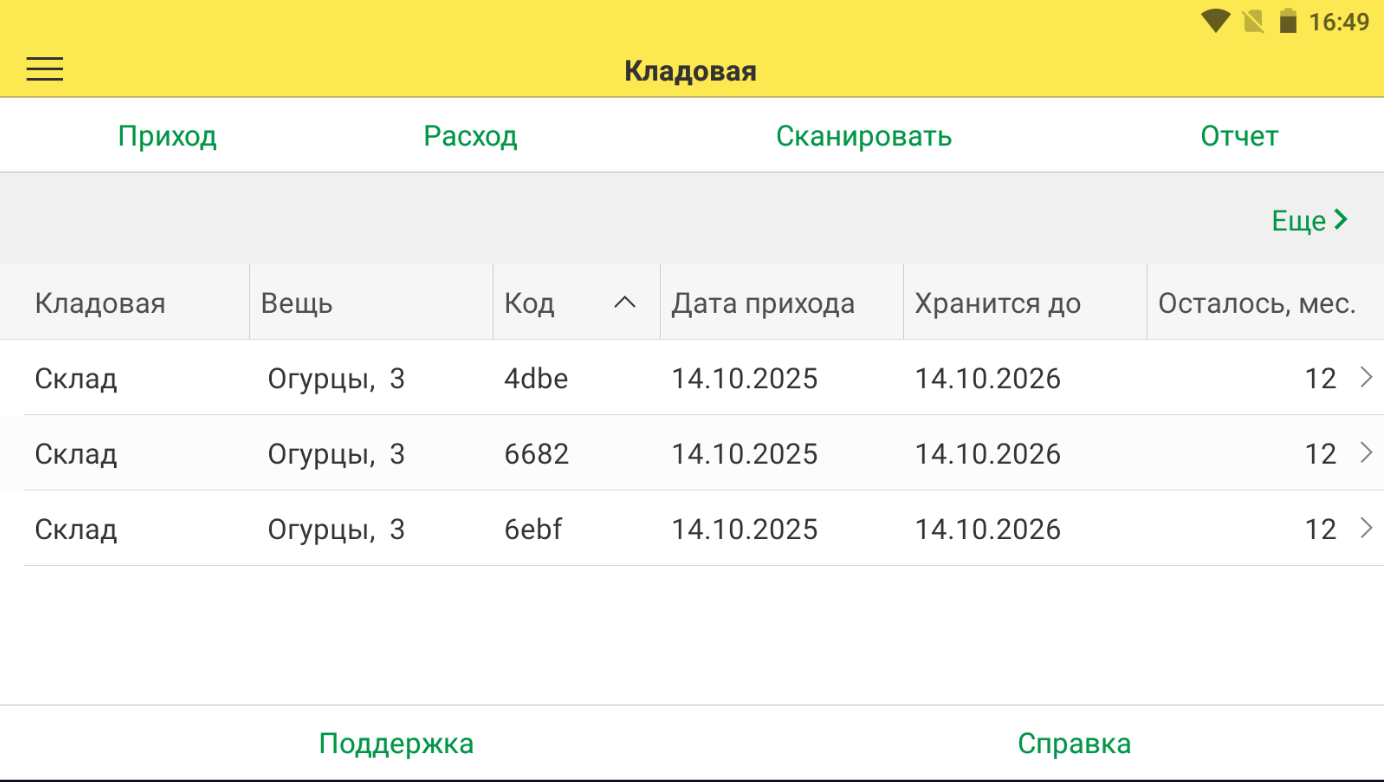 16:49
Кладовая
Приход Расход Сканировать Отчет
Еще
Кладовая Вещь Код Дата прихода Хранится до Осталось, мес.
Склад Огурцы, 3 4dbe 14.10.2025 14.10.2026 12
Склад Огурцы, 3 6682 14.10.2025 14.10.2026 12
Склад Огурцы, 3 6ebf 14.10.2025 14.10.2026 12
Поддержка Справка